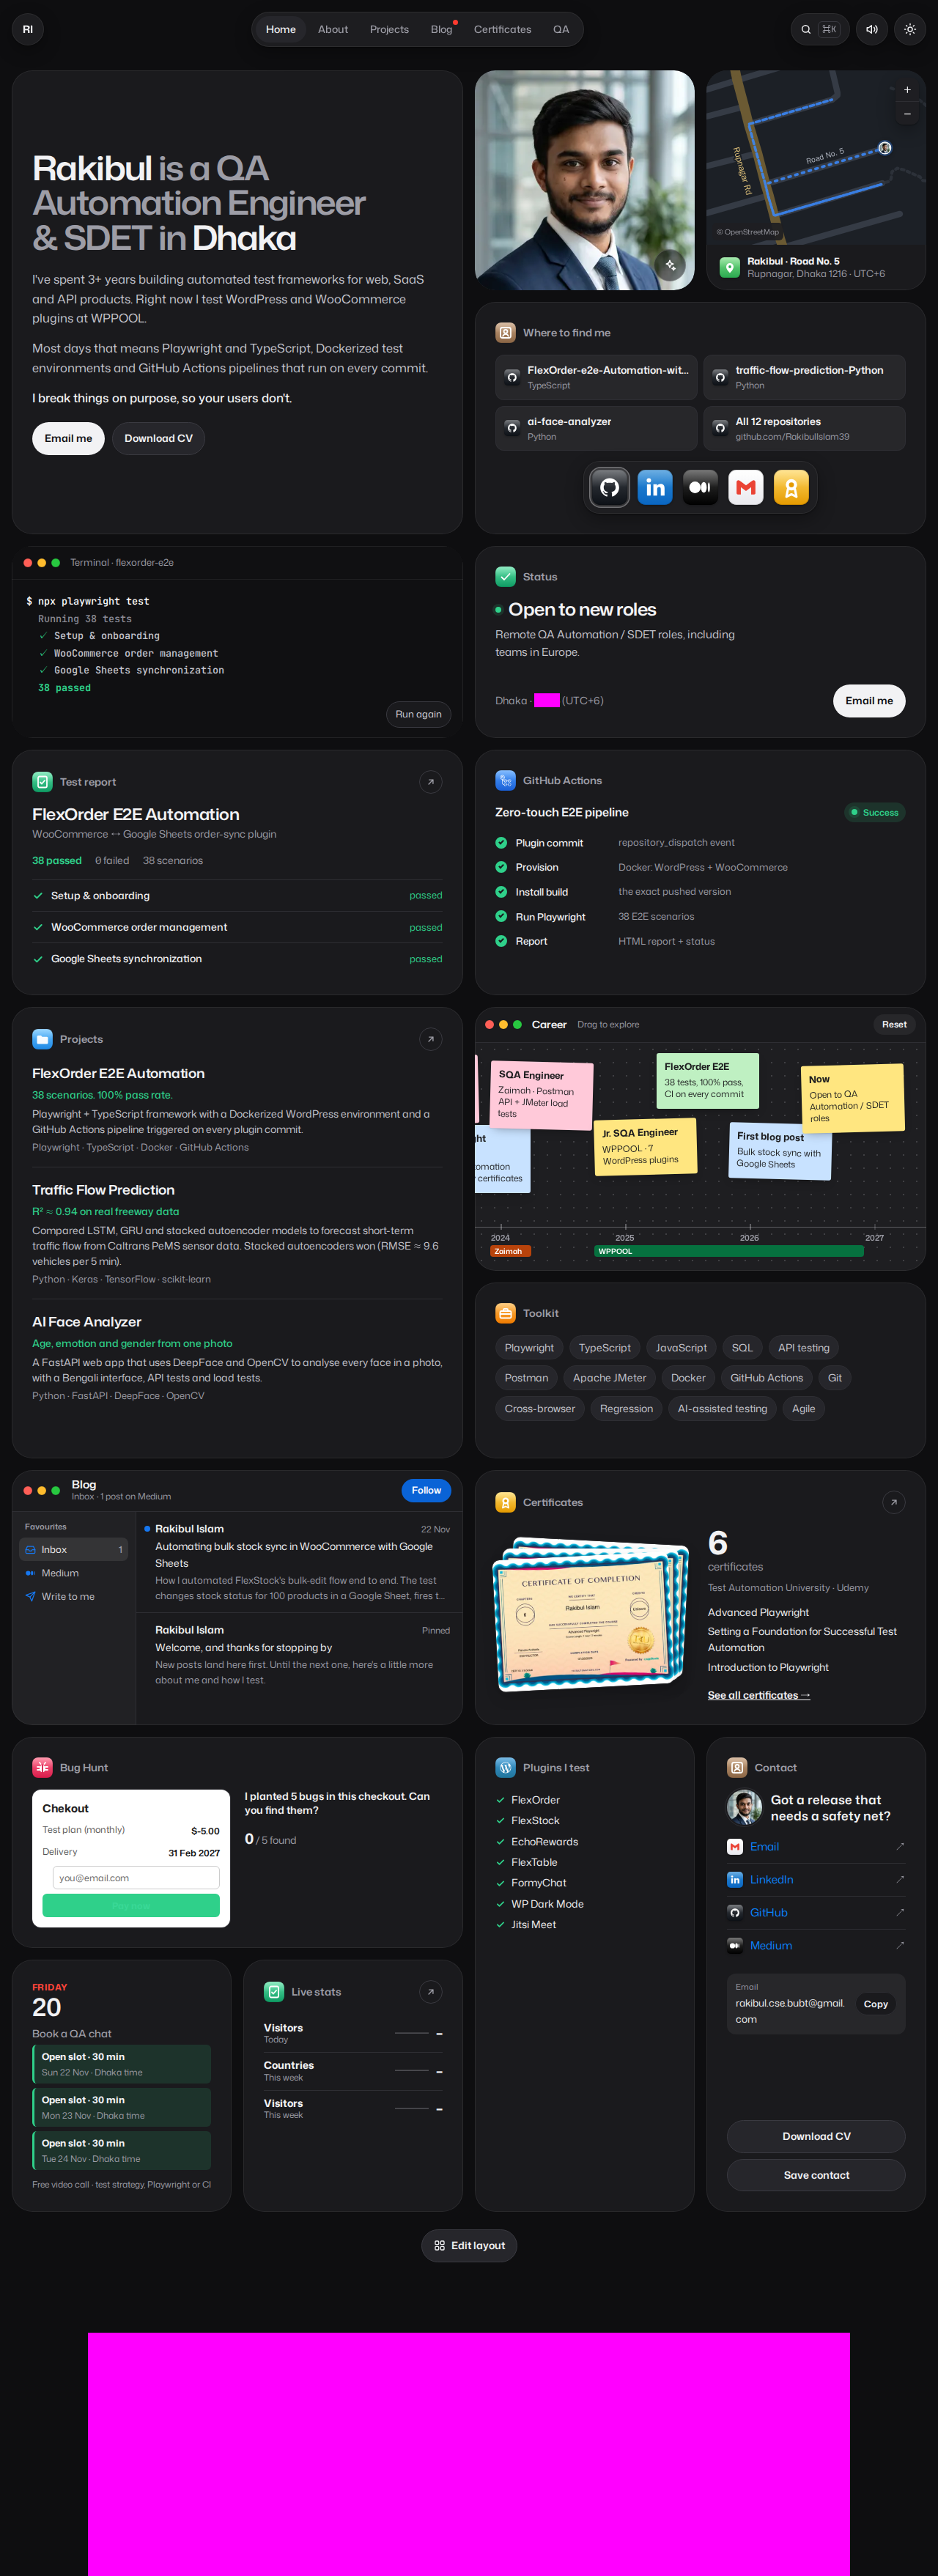 RI
Home
About
Projects
Blog
Certificates
QA
⌘K
Rakibul is a QA
Automation Engineer
& SDET in Dhaka
I've spent 3+ years building automated test frameworks for web, SaaS
and API products. Right now I test WordPress and WooCommerce
plugins at WPPOOL.
Most days that means Playwright and TypeScript, Dockerized test
environments and GitHub Actions pipelines that run on every commit.
I break things on purpose, so your users don't.
Email me
Download CV
Rupnagar Rd
Road No. 5
© OpenStreetMap
Rakibul · Road No. 5
Rupnagar, Dhaka 1216 · UTC+6
Where to find me
FlexOrder-e2e-Automation-wit...
TypeScript
traffic-flow-prediction-Python
Python
ai-face-analyzer
Python
All 12 repositories
github.com/RakibulIslam39
Terminal · flexorder-e2e
$ npx playwright test
Running 38 tests
✓ Setup & onboarding
✓ WooCommerce order management
✓ Google Sheets synchronization
38 passed
Run again
Status
Open to new roles
Remote QA Automation / SDET roles, including
teams in Europe.
Dhaka · (UTC+6)
Email me
Test report
FlexOrder E2E Automation
WooCommerce ↔ Google Sheets order-sync plugin
38 passed 0 failed 38 scenarios
Setup & onboarding passed
WooCommerce order management passed
Google Sheets synchronization passed
GitHub Actions
Zero-touch E2E pipeline
Success
Plugin commit repository_dispatch event
Provision Docker: WordPress + WooCommerce
Install build the exact pushed version
Run Playwright 38 E2E scenarios
Report HTML report + status
Projects
FlexOrder E2E Automation
38 scenarios. 100% pass rate.
Playwright + TypeScript framework with a Dockerized WordPress environment and a
GitHub Actions pipeline triggered on every plugin commit.
Playwright · TypeScript · Docker · GitHub Actions
Traffic Flow Prediction
R² ≈ 0.94 on real freeway data
Compared LSTM, GRU and stacked autoencoder models to forecast short-term
traffic flow from Caltrans PeMS sensor data. Stacked autoencoders won (RMSE ≈ 9.6
vehicles per 5 min).
Python · Keras · TensorFlow · scikit-learn
AI Face Analyzer
Age, emotion and gender from one photo
A FastAPI web app that uses DeepFace and OpenCV to analyse every face in a photo,
with a Bengali interface, API tests and load tests.
Python · FastAPI · DeepFace · OpenCV
Career
Drag to explore
Reset
SQA Engineer
Zaimah · Postman
API + JMeter load
tests
ght
omation
certificates
FlexOrder E2E
38 tests, 100% pass,
CI on every commit
Jr. SQA Engineer
WPPOOL · 7
WordPress plugins
First blog post
Bulk stock sync with
Google Sheets
Now
Open to QA
Automation / SDET
roles
2024
2025
2026
2027
Zaimah
WPPOOL
Toolkit
Playwright
TypeScript
JavaScript
SQL
API testing
Postman
Apache JMeter
Docker
GitHub Actions
Git
Cross-browser
Regression
AI-assisted testing
Agile
Blog
Inbox · 1 post on Medium
Follow
Favourites
Inbox 1
Medium
Write to me
Rakibul Islam 22 Nov
Automating bulk stock sync in WooCommerce with Google
Sheets
How I automated FlexStock's bulk-edit flow end to end. The test
changes stock status for 100 products in a Google Sheet, fires t...
Rakibul Islam Pinned
Welcome, and thanks for stopping by
New posts land here first. Until the next one, here's a little more
about me and how I test.
Certificates
CERTIFICATE OF COMPLETION
Rakibul Islam
6
certificates
Test Automation University · Udemy
Advanced Playwright
Setting a Foundation for Successful Test
Automation
Introduction to Playwright
See all certificates →
Bug Hunt
Chekout
Test plan (monthly) $-5.00
Delivery 31 Feb 2027
you@email.com
Pay now
I planted 5 bugs in this checkout. Can
you find them?
0 / 5 found
Plugins I test
FlexOrder
FlexStock
EchoRewards
FlexTable
FormyChat
WP Dark Mode
Jitsi Meet
Contact
Got a release that
needs a safety net?
Email
LinkedIn
GitHub
Medium
Email
rakibul.cse.bubt@gmail.
com
Copy
Download CV
Save contact
FRIDAY
20
Book a QA chat
Open slot · 30 min
Sun 22 Nov · Dhaka time
Open slot · 30 min
Mon 23 Nov · Dhaka time
Open slot · 30 min
Tue 24 Nov · Dhaka time
Free video call · test strategy, Playwright or CI
Live stats
Visitors
Today
–
Countries
This week
–
Visitors
This week
–
Edit layout